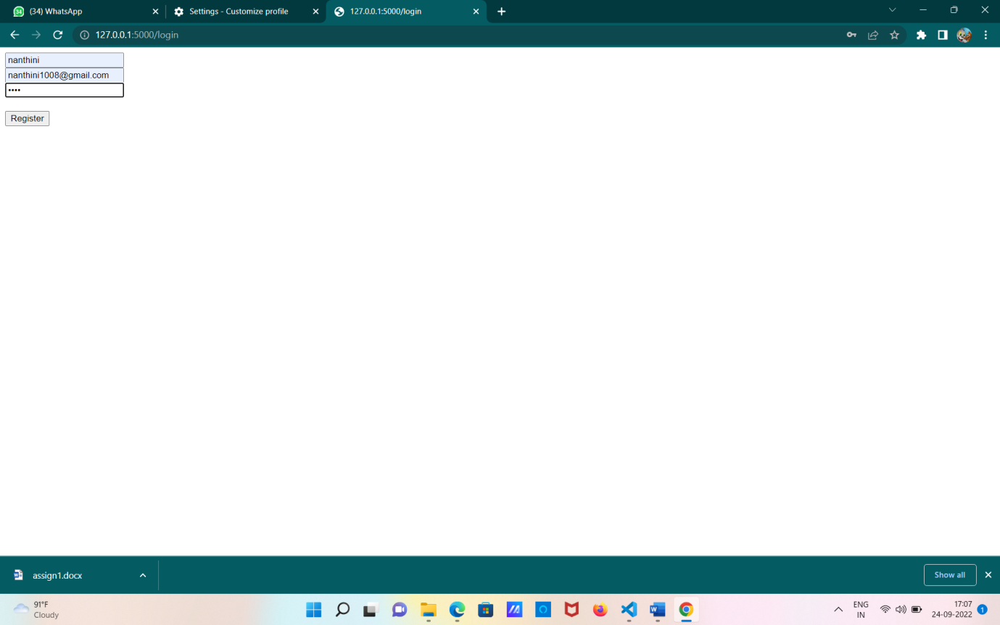 34 (34) WhatsApp
Settings - Customize profile
127.0.0.1:5000/login
127.0.0.1:5000/login
nanthini
nanthini1008@gmail.com
••••
Register
assign1.docx
Show all
91°F
Cloudy
ENG
IN
17:07
24-09-2022
1